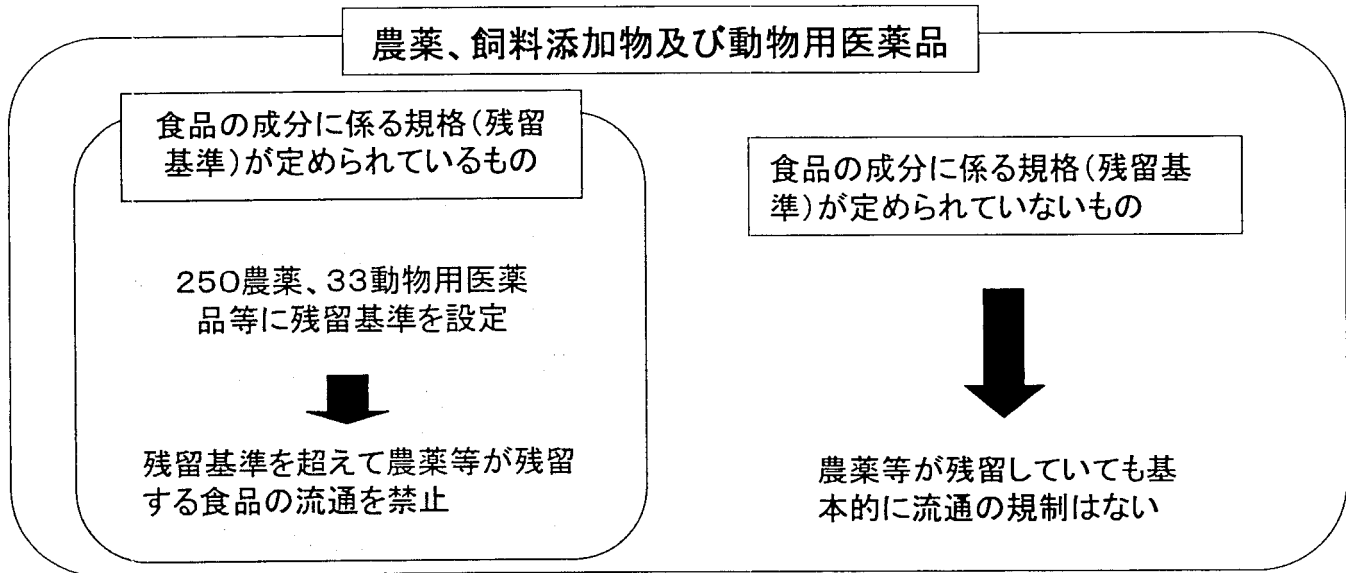 農薬、飼料添加物及び動物用医薬品
食品の成分に係る規格(残留
基準)が定められているもの
250農薬、33動物用医薬
品等に残留基準を設定
残留基準を超えて農薬等が残留
する食品の流通を禁止
食品の成分に係る規格(残留基
準)が定められていないもの
農薬等が残留していても基
本的に流通の規制はない